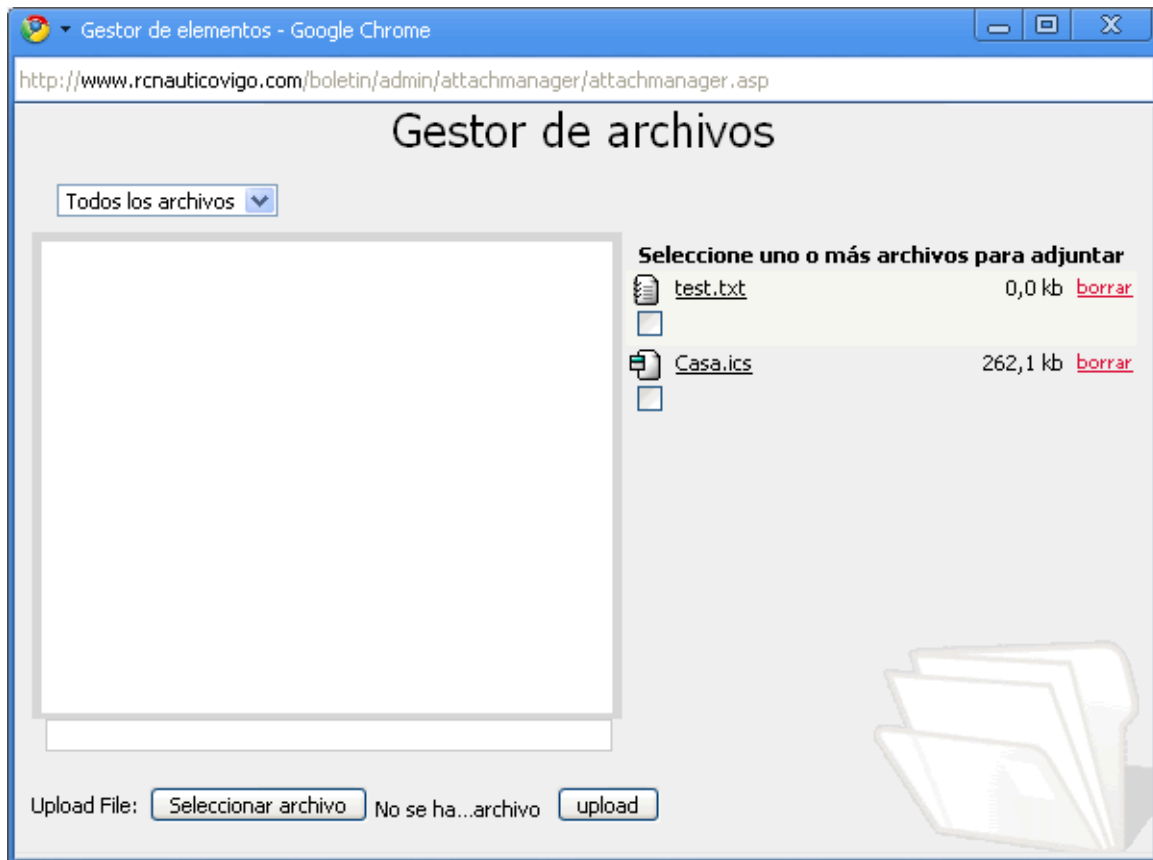 Gestor de elementos - Google Chrome
http://www.rcnauticovigo.com/boletin/admin/attachmanager/attachmanager.asp
Gestor de archivos
Todos los archivos
Seleccione uno o más archivos para adjuntar
test.txt 0,0 kb borrar
Casa.ics 262,1 kb borrar
Upload File: Seleccionar archivo No se ha...archivo upload